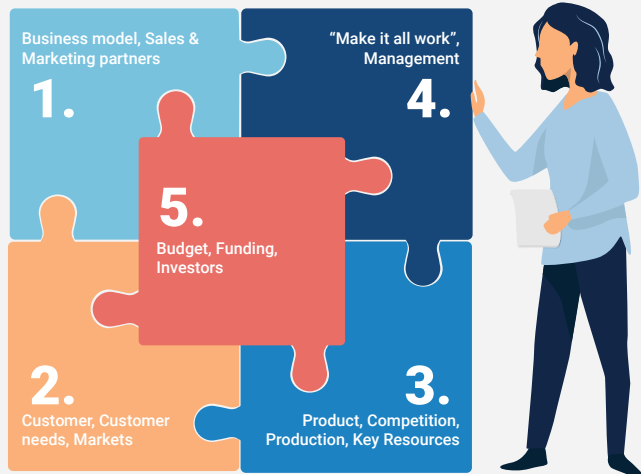 Business model, Sales &
Marketing partners
1.
“Make it all work”,
Management
4.
5.
Budget, Funding,
Investors
2.
Customer, Customer
needs, Markets
3.
Product, Competition,
Production, Key Resources